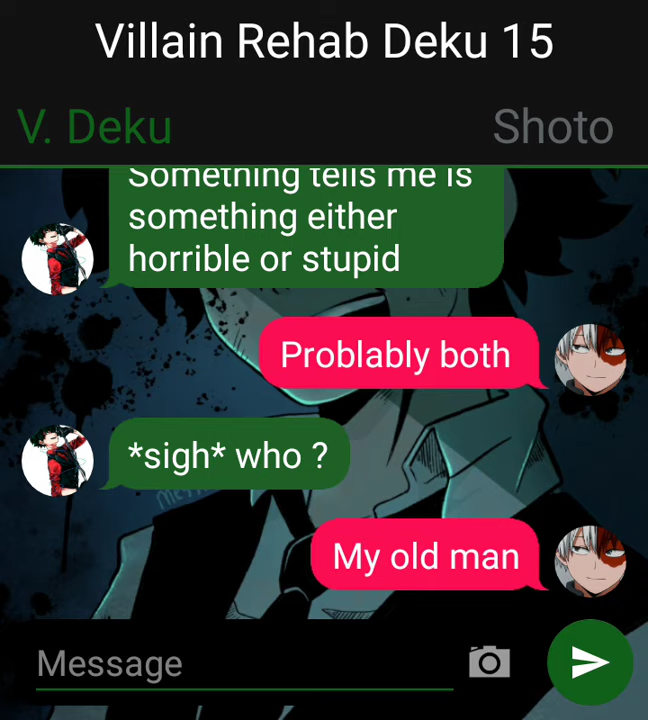 Villain Rehab Deku 15
V. Deku
Shoto
Something tells me is
something either
horrible or stupid
Problably both
*sigh* who ?
My old man
Message